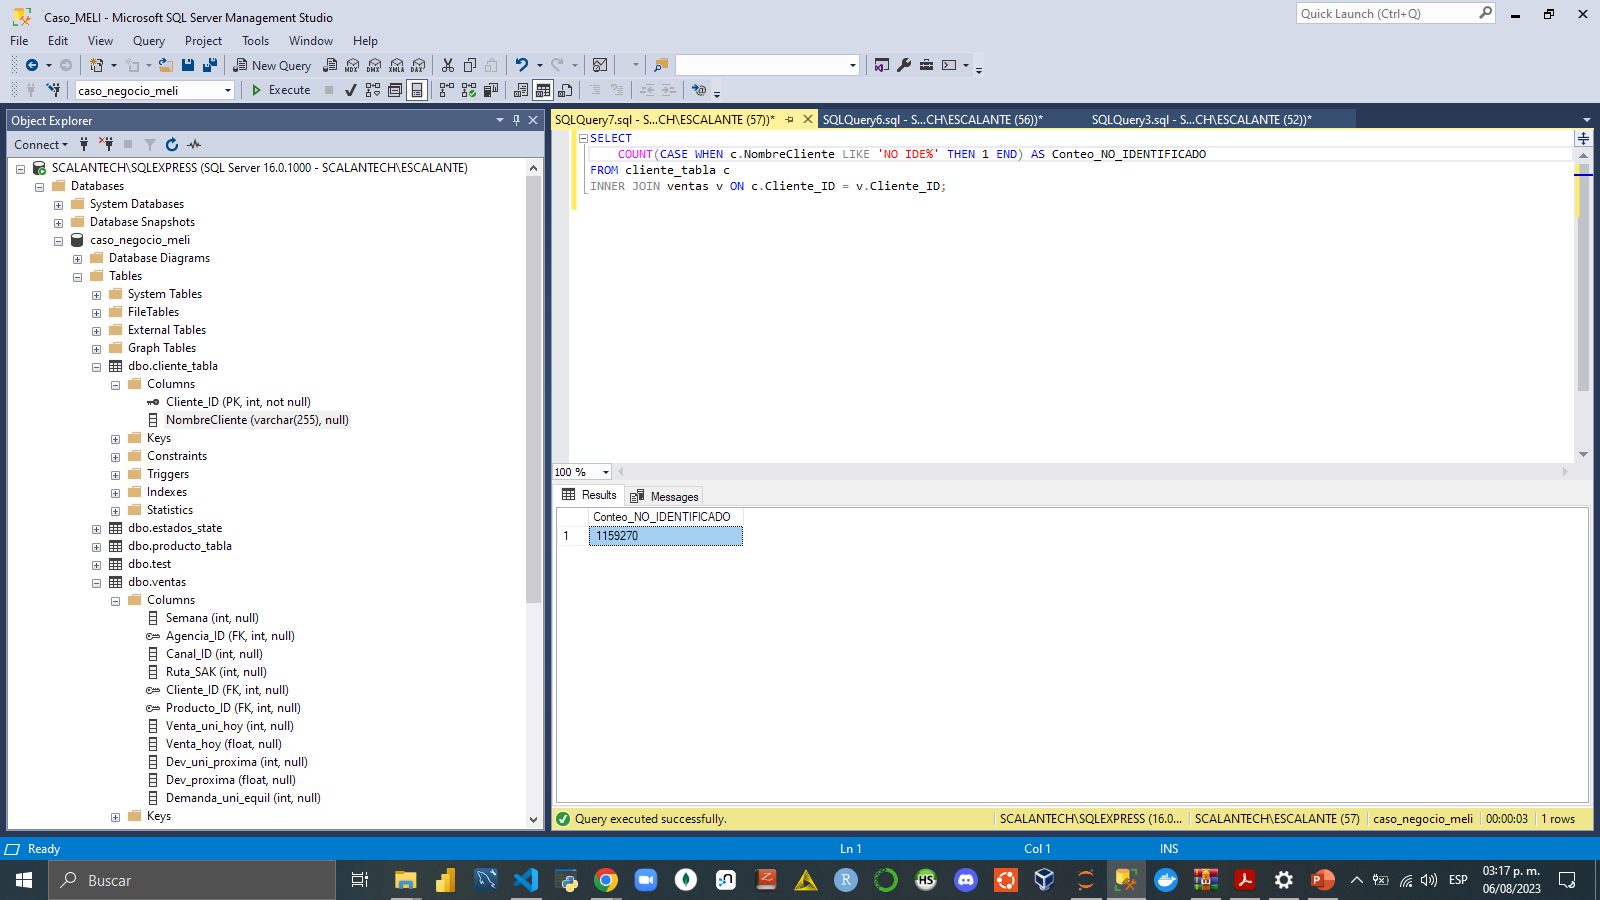 Caso_MELI - Microsoft SQL Server Management Studio
Quick Launch (Ctrl+Q)
File Edit View Query Project Tools Window Help
New Query MDX DMX XMLA DAX
caso_negocio_meli Execute
Object Explorer
Connect
SCALANTECH\SQLEXPRESS (SQL Server 16.0.1000 - SCALANTECH\ESCALANTE)
Databases
System Databases
Database Snapshots
caso_negocio_meli
Database Diagrams
Tables
System Tables
FileTables
External Tables
Graph Tables
dbo.cliente_tabla
Columns
Cliente_ID (PK, int, not null)
NombreCliente (varchar(255), null)
Keys
Constraints
Triggers
Indexes
Statistics
dbo.estados_state
dbo.producto_tabla
dbo.test
dbo.ventas
Columns
Semana (int, null)
Agencia_ID (FK, int, null)
Canal_ID (int, null)
Ruta_SAK (int, null)
Cliente_ID (FK, int, null)
Producto_ID (FK, int, null)
Venta_uni_hoy (int, null)
Venta_hoy (float, null)
Dev_uni_proxima (int, null)
Dev_proxima (float, null)
Demanda_uni_equil (int, null)
Keys
SQLQuery7.sql - S...CH\ESCALANTE (57))* SQLQuery6.sql - S...CH\ESCALANTE (56))* SQLQuery3.sql - S...CH\ESCALANTE (52))*
SELECT
COUNT(CASE WHEN c.NombreCliente LIKE 'NO IDE%' THEN 1 END) AS Conteo_NO_IDENTIFICADO
FROM cliente_tabla c
INNER JOIN ventas v ON c.Cliente_ID = v.Cliente_ID;
100 %
Results Messages
Conteo_NO_IDENTIFICADO
1 1159270
Query executed successfully. SCALANTECH\SQLEXPRESS (16.0... SCALANTECH\ESCALANTE (57) caso_negocio_meli 00:00:03 1 rows
Ready Ln 1 Col 1 INS
Buscar
R
HS
P
ESP
03:17 p. m.
06/08/2023